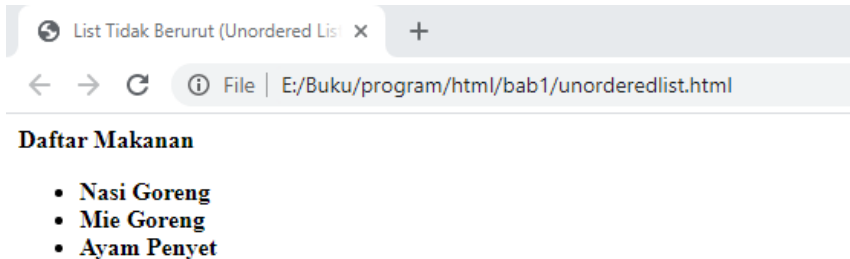 List Tidak Berurut (Unordered Lis
File | E:/Buku/program/html/bab1/unorderedlist.html
Daftar Makanan
• Nasi Goreng
• Mie Goreng
• Ayam Penyet